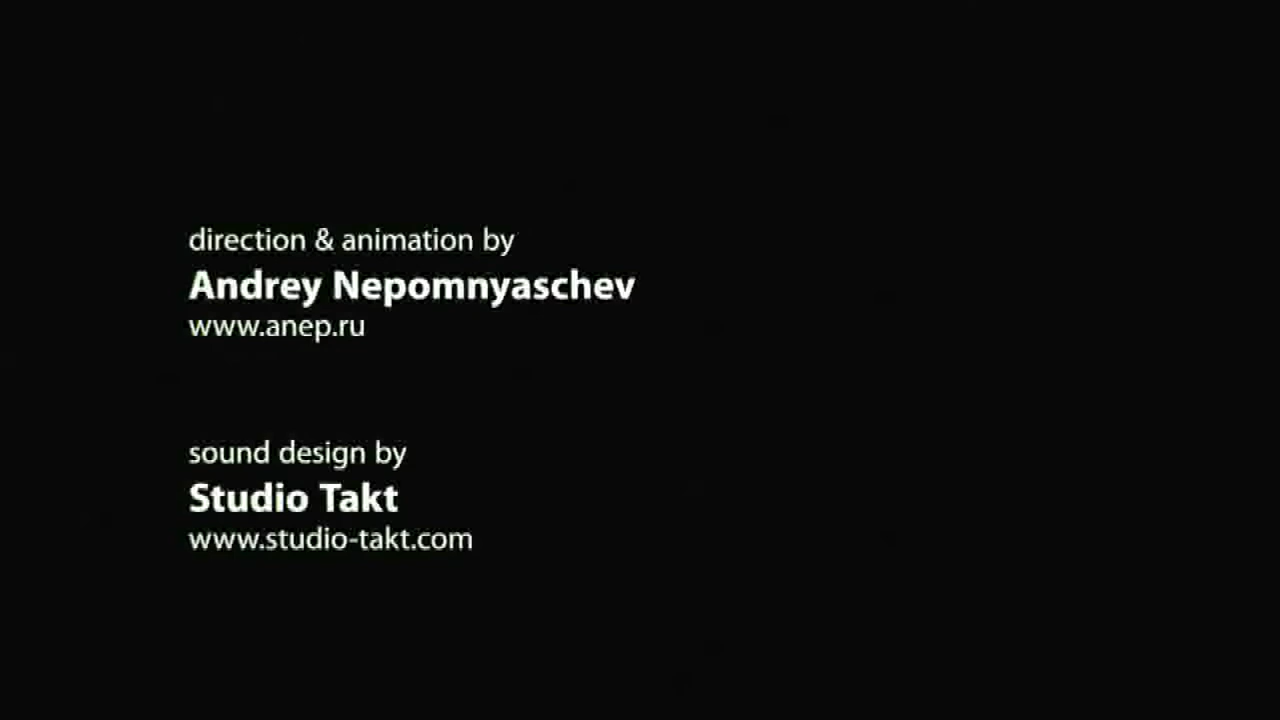 direction & animation by
Andrey Nepomnyaschev
www.anep.ru
sound design by
Studio Takt
www.studio-takt.com